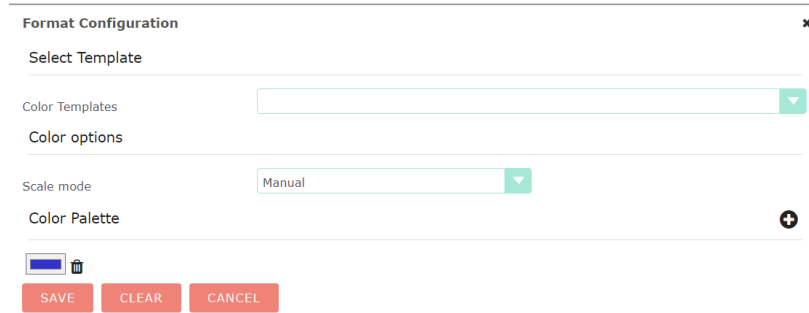 Format Configuration
Select Template
Color Templates
Color options
Scale mode Manual
Color Palette
SAVE CLEAR CANCEL